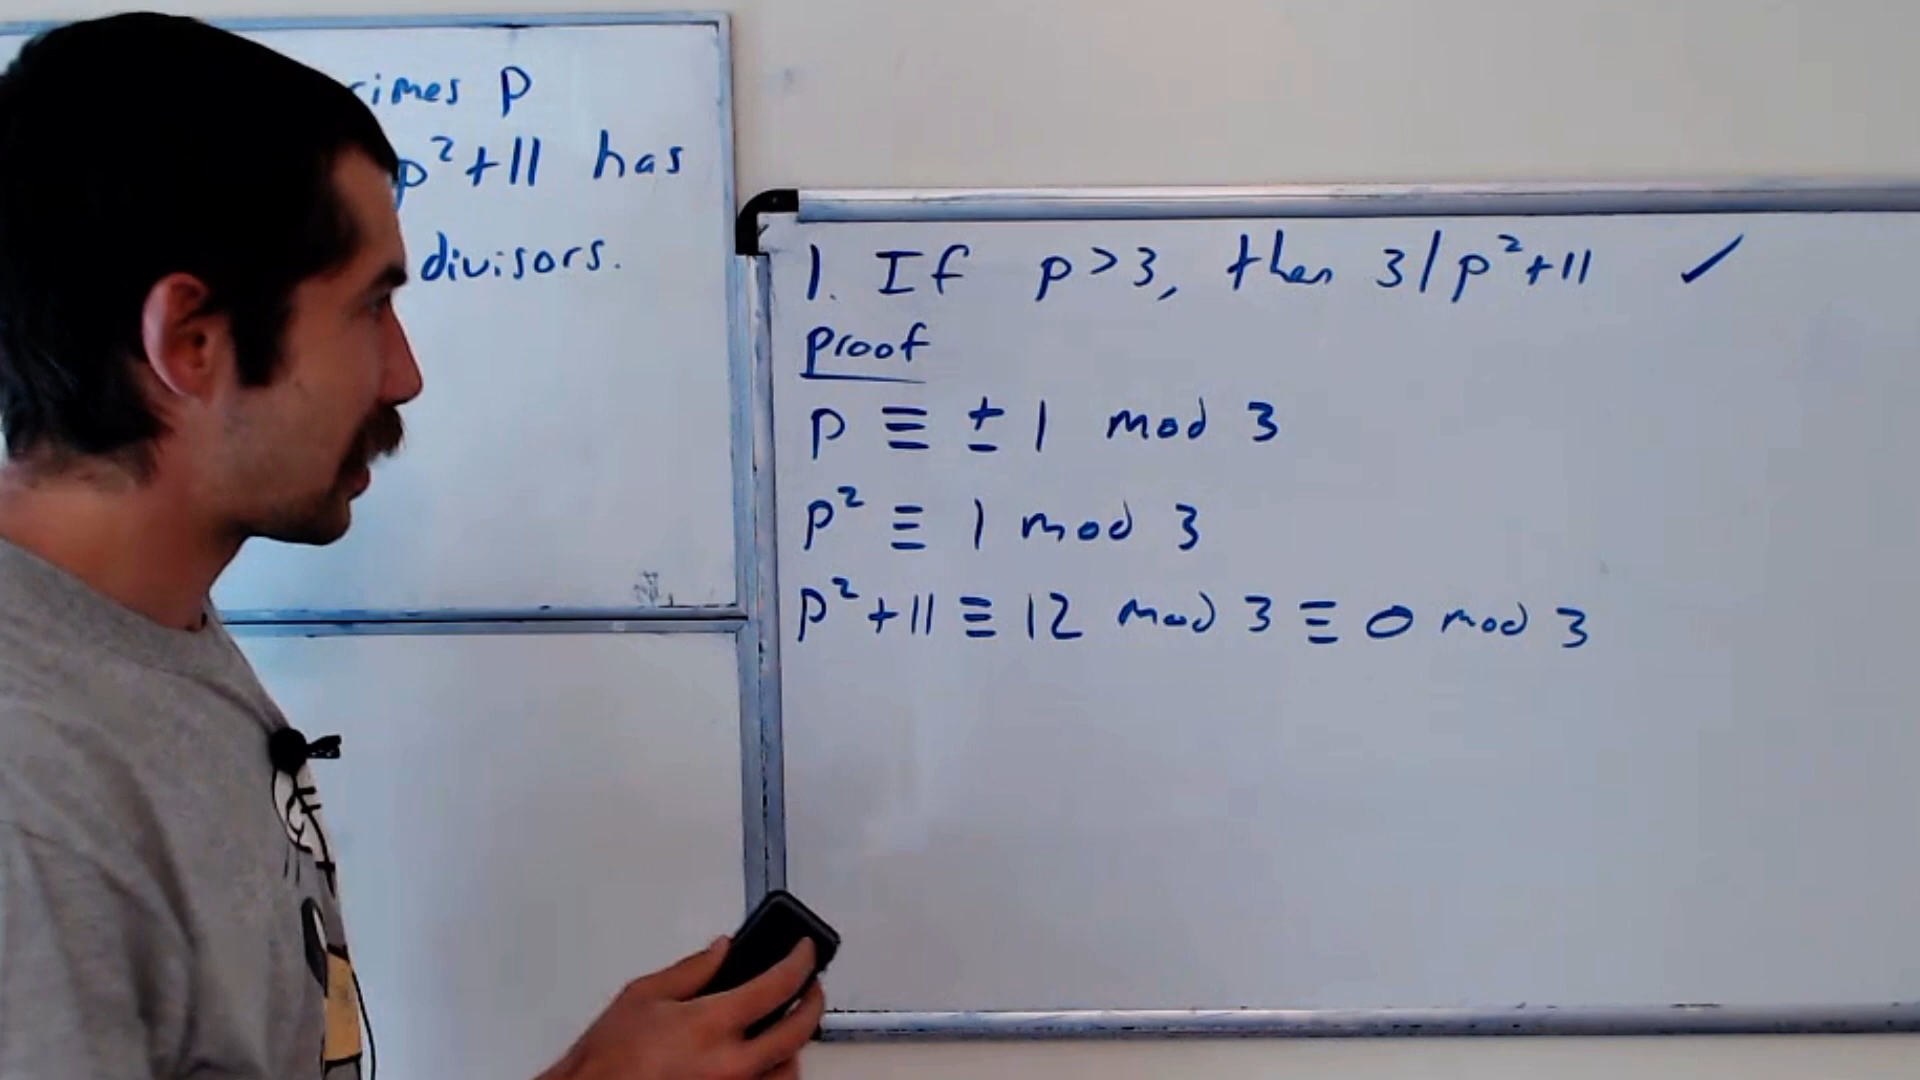 P
p²+11 has
divisors.
1. If p>3, then 3|p²+11 ✓
proof
p ≡ ±1 mod 3
p² ≡ 1 mod 3
p²+11 ≡ 12 mod 3 ≡ 0 mod 3